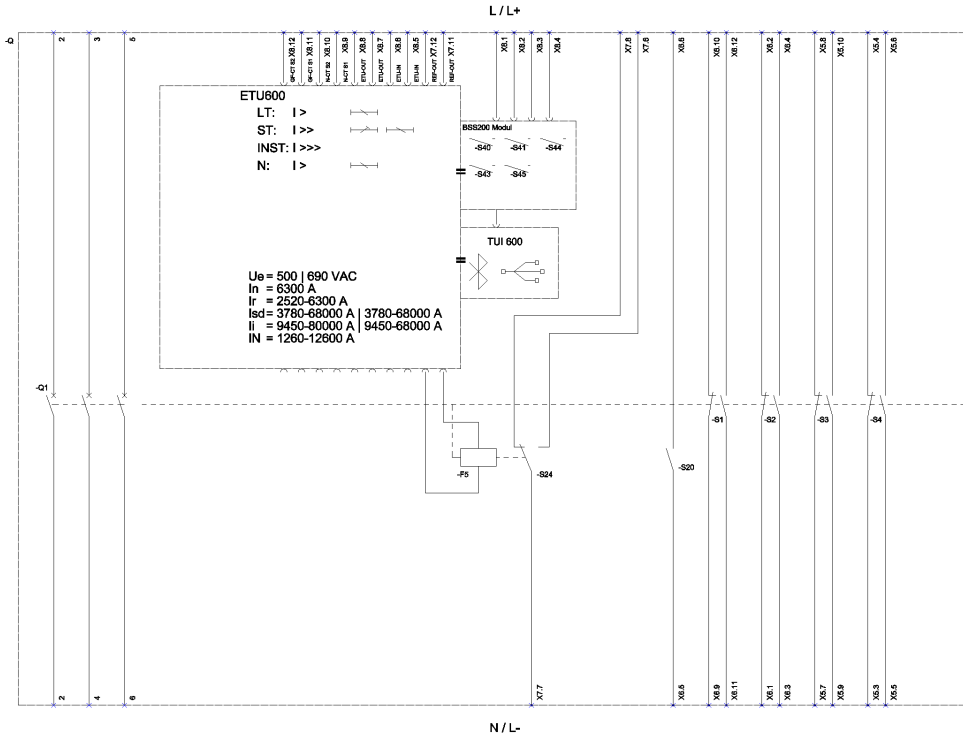 L / L+
-Q
2
3
5
GF-CT S2 X8.12
GF-CT S1 X8.11
N-CT S2 X8.10
N-CT S1 X8.9
ETU-OUT X8.8
ETU-OUT X8.7
ETU-IN X8.6
ETU-IN X8.5
REF-OUT X7.12
REF-OUT X7.11
X8.1
X8.2
X8.3
X8.4
X7.8
X7.6
X6.6
X6.10
X6.12
X6.2
X6.4
X5.8
X5.10
X5.4
X5.6
ETU600
LT: I >
ST: I >>
INST: I >>>
N: I >
BSS200 Modul
-S40
-S41
-S44
-S43
-S45
TUI 600
Ue = 500 | 690 VAC
In = 6300 A
Ir = 2520-6300 A
Isd= 3780-68000 A | 3780-68000 A
Ii = 9450-80000 A | 9450-68000 A
IN = 1260-12600 A
-Q1
-S1
-S2
-S3
-S4
-F5
-S24
-S20
2
4
6
X7.7
X6.5
X6.9
X6.11
X6.1
X6.3
X5.7
X5.9
X5.3
X5.5
N / L-